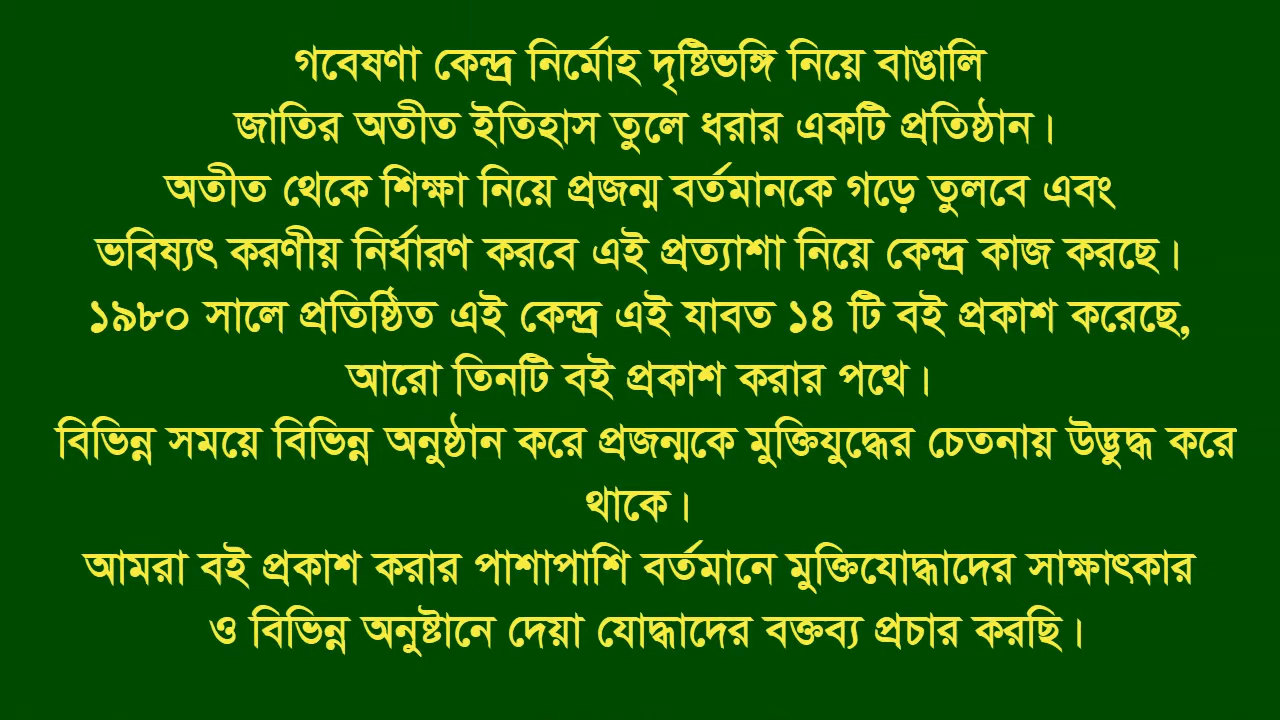 গবেষণা কেন্দ্র নির্মোহ দৃষ্টিভঙ্গি নিয়ে বাঙালি
জাতির অতীত ইতিহাস তুলে ধরার একটি প্রতিষ্ঠান।
অতীত থেকে শিক্ষা নিয়ে প্রজন্ম বর্তমানকে গড়ে তুলবে এবং
ভবিষ্যৎ করণীয় নির্ধারণ করবে এই প্রত্যাশা নিয়ে কেন্দ্র কাজ করছে।
১৯৮০ সালে প্রতিষ্ঠিত এই কেন্দ্র এই যাবত ১৪ টি বই প্রকাশ করেছে,
আরো তিনটি বই প্রকাশ করার পথে।
বিভিন্ন সময়ে বিভিন্ন অনুষ্ঠান করে প্রজন্মকে মুক্তিযুদ্ধের চেতনায় উদ্ভুদ্ধ করে
থাকে।
আমরা বই প্রকাশ করার পাশাপাশি বর্তমানে মুক্তিযোদ্ধাদের সাক্ষাৎকার
ও বিভিন্ন অনুষ্টানে দেয়া যোদ্ধাদের বক্তব্য প্রচার করছি।